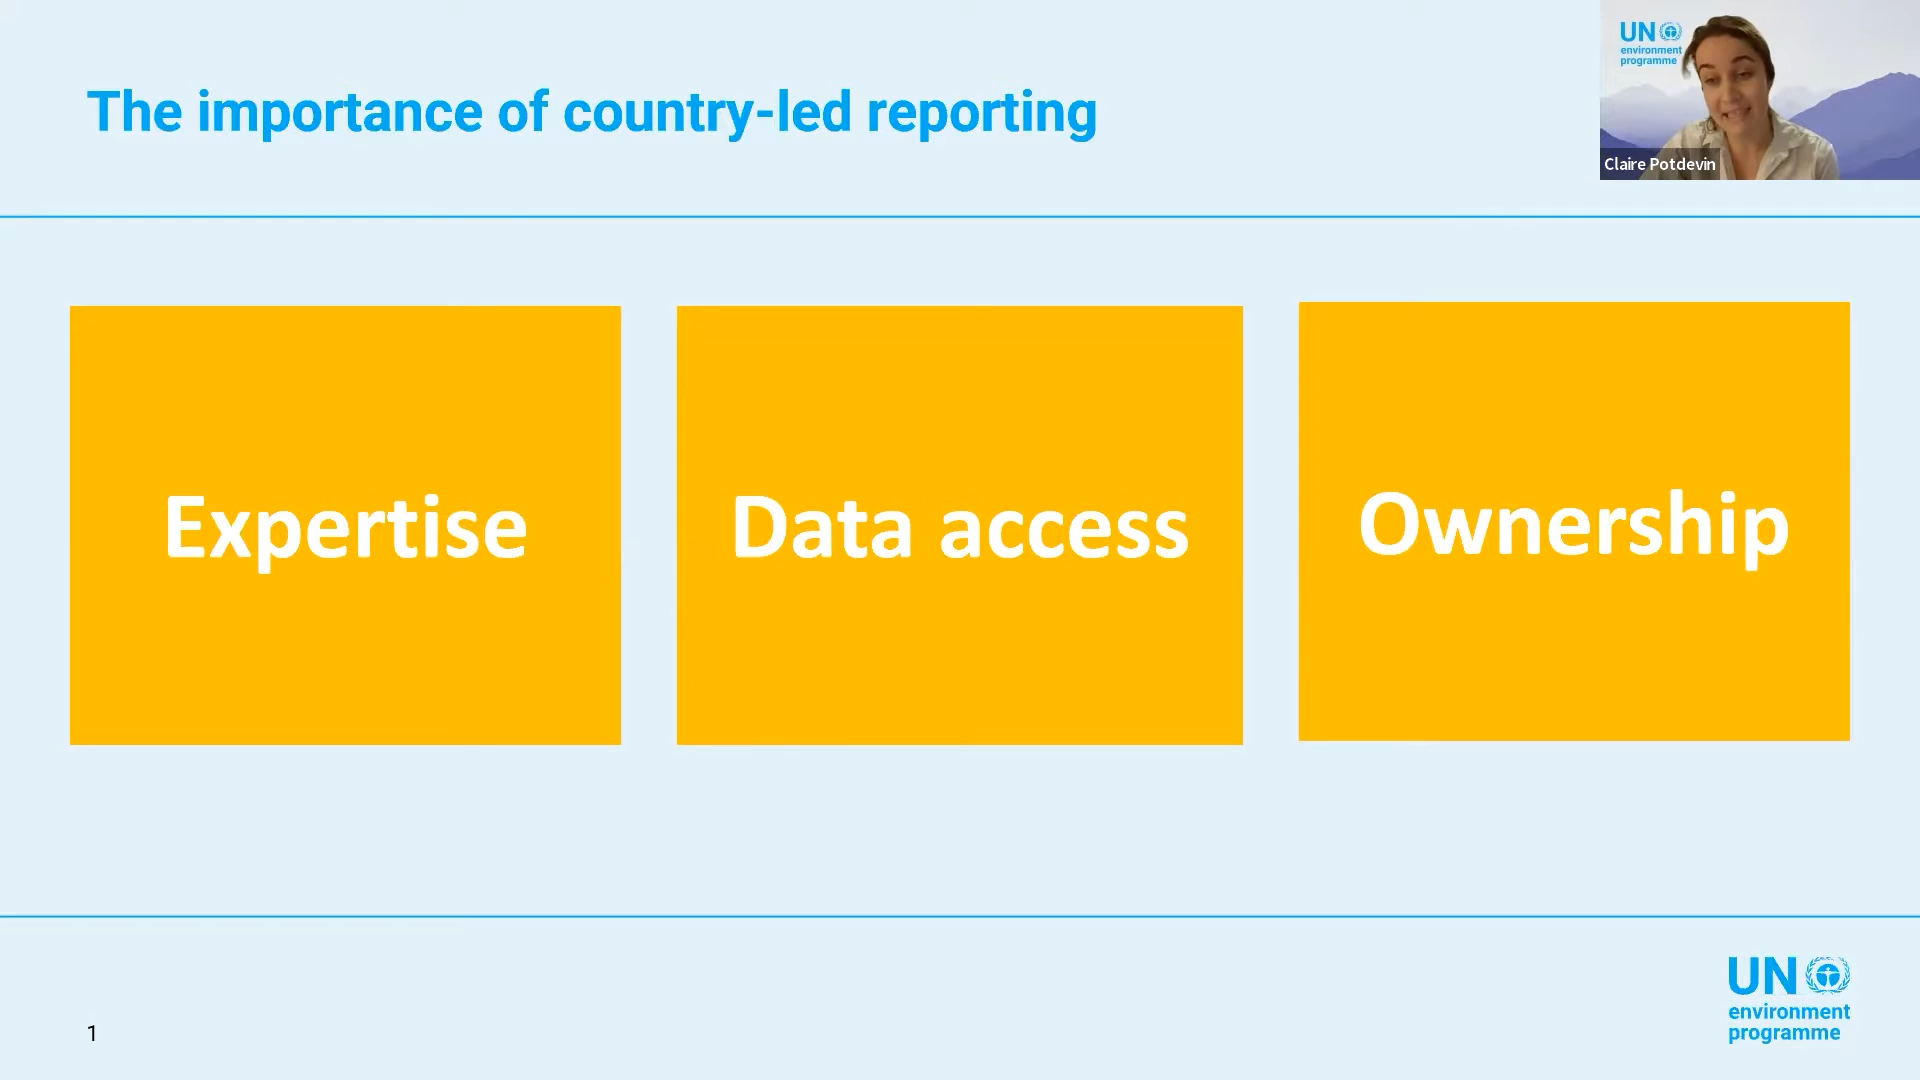 The importance of country-led reporting
UN
environment
programme
Claire Potdevin
Expertise
Data access
Ownership
1
UN
environment
programme